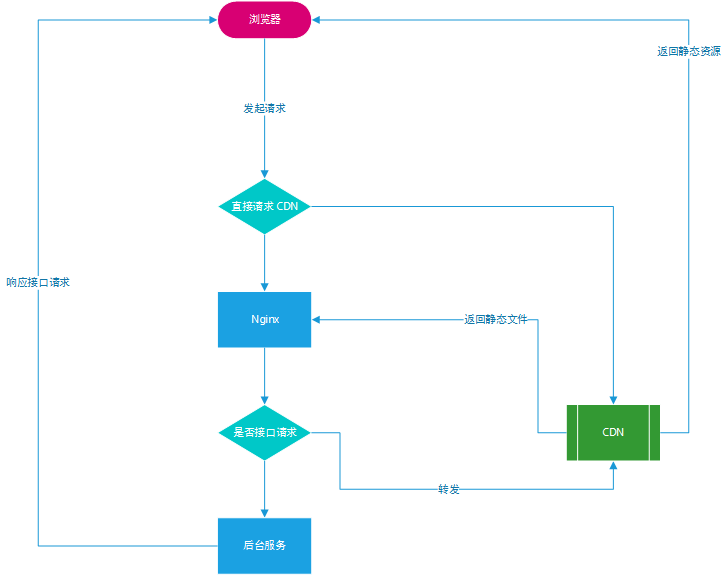 浏览器
返回静态资源
发起请求
直接请求 CDN
响应接口请求
Nginx
返回静态文件
是否接口请求
CDN
转发
后台服务